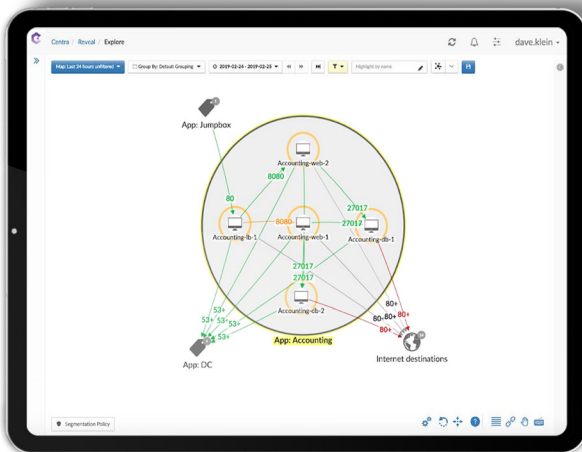 Centra / Reveal / Explore
dave.klein
Map: Last 24 hours unfiltered
Group By: Default Grouping
2019-02-24 - 2019-02-25
Highlight by name
App: Jumpbox
Accounting-web-2
80
8080
27017
8080
27017
Accounting-lb-1
Accounting-web-1
Accounting-db-1
27017
27017
Accounting-db-2
53+
53+
53+
53+
80+
80+
80+
80+
80+
App: Accounting
App: DC
Internet destinations
Segmentation Policy